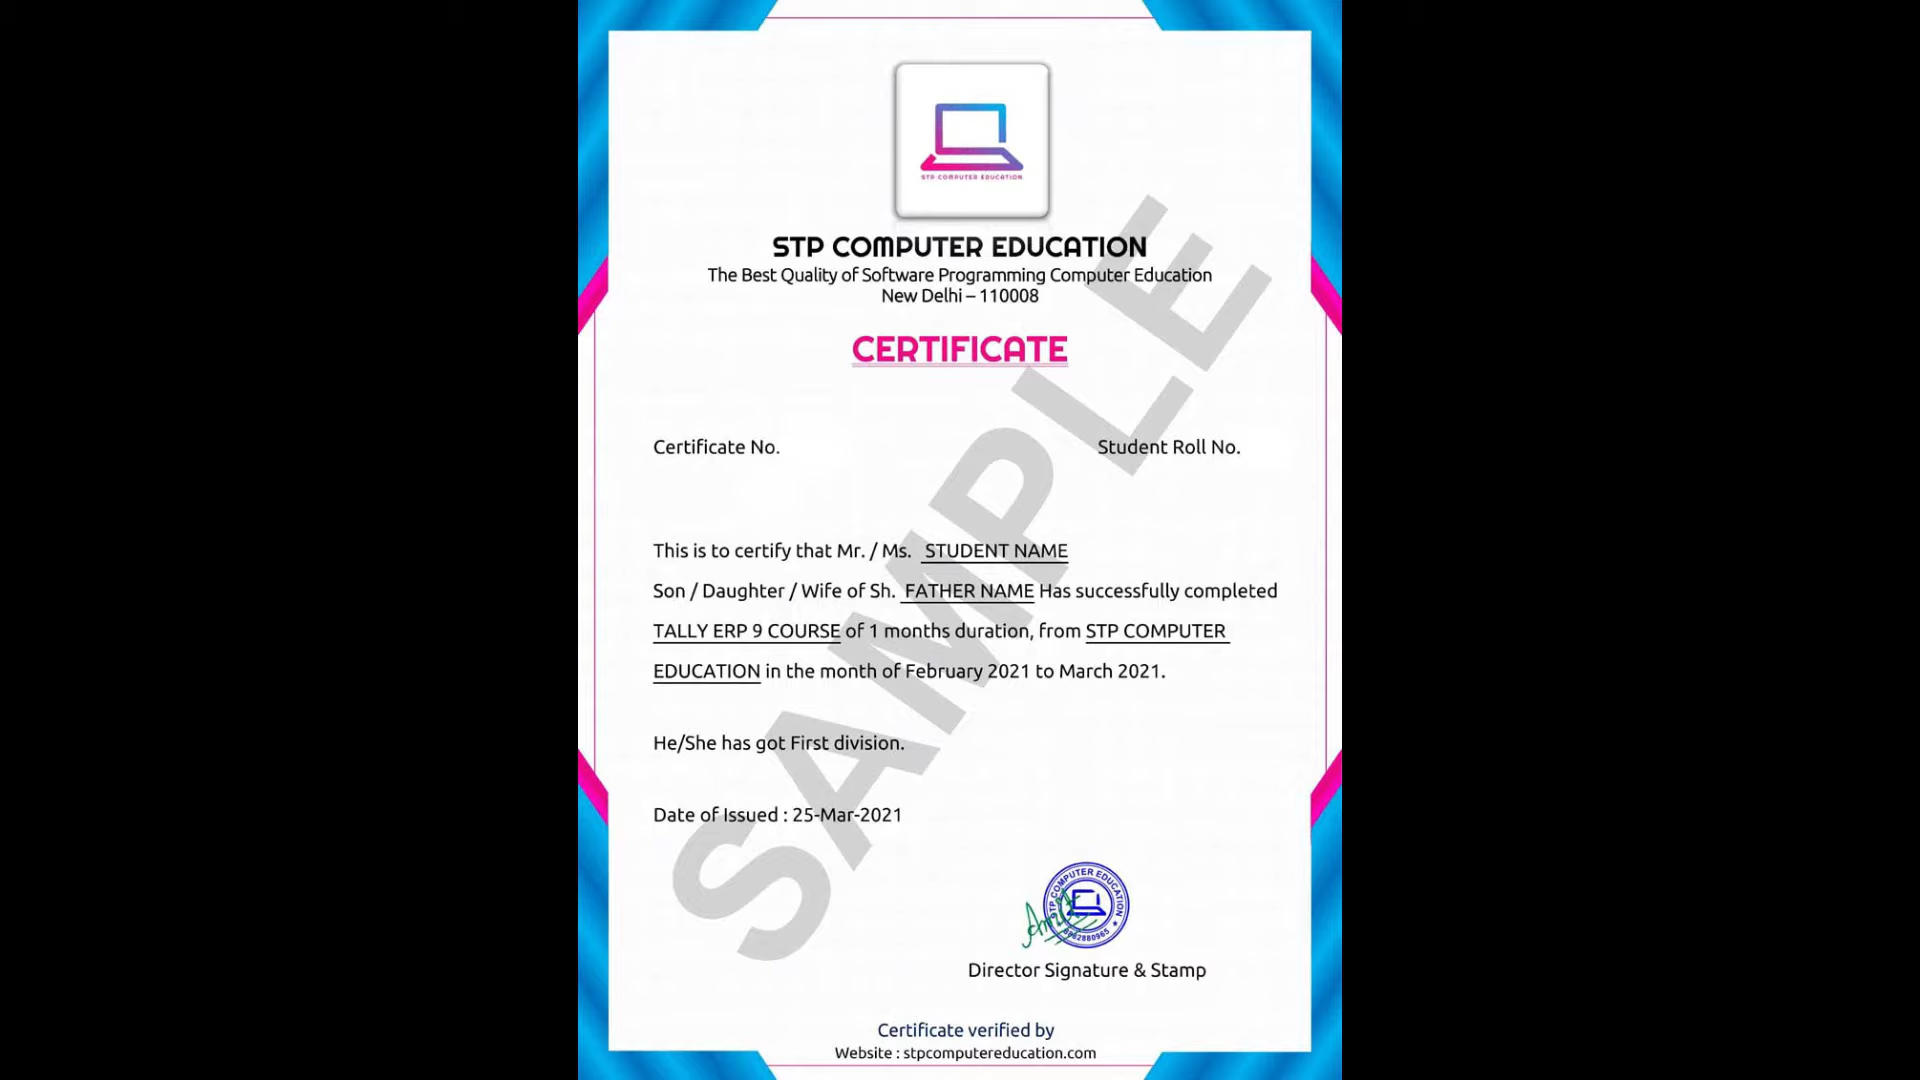 STP COMPUTER EDUCATION
STP COMPUTER EDUCATION
The Best Quality of Software Programming Computer Education
New Delhi – 110008
CERTIFICATE
Certificate No. Student Roll No.
This is to certify that Mr. / Ms. STUDENT NAME
Son / Daughter / Wife of Sh. FATHER NAME Has successfully completed
TALLY ERP 9 COURSE of 1 months duration, from STP COMPUTER
EDUCATION in the month of February 2021 to March 2021.
He/She has got First division.
Date of Issued : 25-Mar-2021
SAMPLE
STP COMPUTER EDUCATION
Director Signature & Stamp
Certificate verified by
Website : stpcomputereducation.com